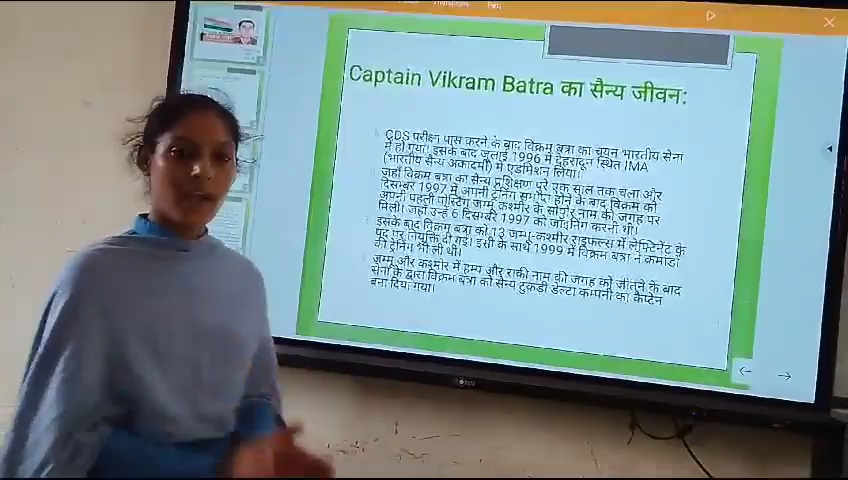 Captain Vikram Batra का सैन्य जीवन:
CDS परीक्षा पास करने के बाद विक्रम बत्रा का चयन भारतीय सेना
में हो गया। इसके बाद जुलाई 1996 में देहरादून स्थित IMA
(भारतीय सैन्य अकादमी) में एडमिशन लिया।
जहाँ विक्रम बत्रा का सैन्य प्रशिक्षण पूरे एक साल तक चला और
दिसम्बर 1997 में अपनी ट्रेनिंग समाप्त होने के बाद विक्रम को
अपनी पहली पोस्टिंग जम्मू कश्मीर के सोपोर नाम की जगह पर
मिली। जहाँ उन्हें 6 दिसम्बर 1997 को जॉइनिंग करनी थी।
इसके बाद विक्रम बत्रा को 13 जम्मू-कश्मीर राइफल्स में लेफ्टिनेंट के
पद पर नियुक्ति दी गई। इसी के साथ 1999 में विक्रम बत्रा ने कमांडो
की ट्रेनिंग भी ली थी।
जम्मू और कश्मीर में हम्प और राकी नाम की जगह को जीतने के बाद
सेना के द्वारा विक्रम बत्रा को सैन्य टुकड़ी डेल्टा कम्पनी का कैप्टेन
बना दिया गया।